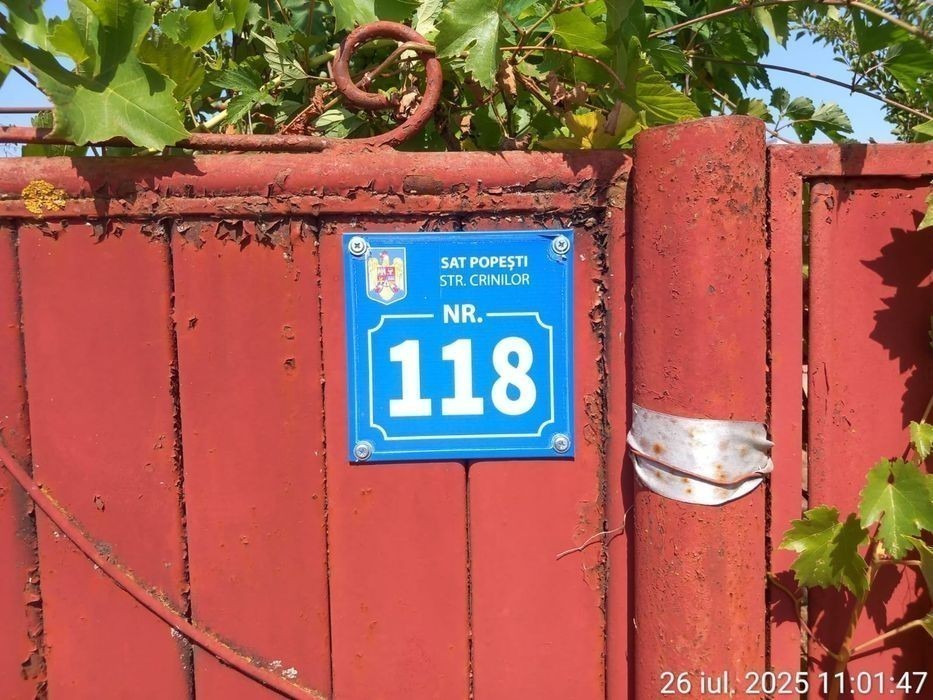 SAT POPEȘTI
STR. CRINILOR
NR.
118
26 iul, 2025 11:01:47